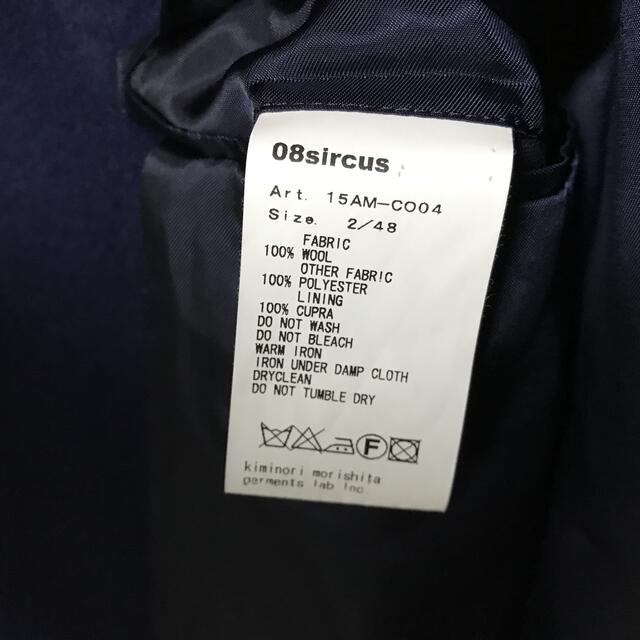 08sircus
Art. 15AM-CO04
Size. 2/48
FABRIC
100% WOOL
OTHER FABRIC
100% POLYESTER
LINING
100% CUPRA
DO NOT WASH
DO NOT BLEACH
WARM IRON
IRON UNDER DAMP CLOTH
DRYCLEAN
DO NOT TUMBLE DRY
F
kiminori morishita
garments lab Inc.